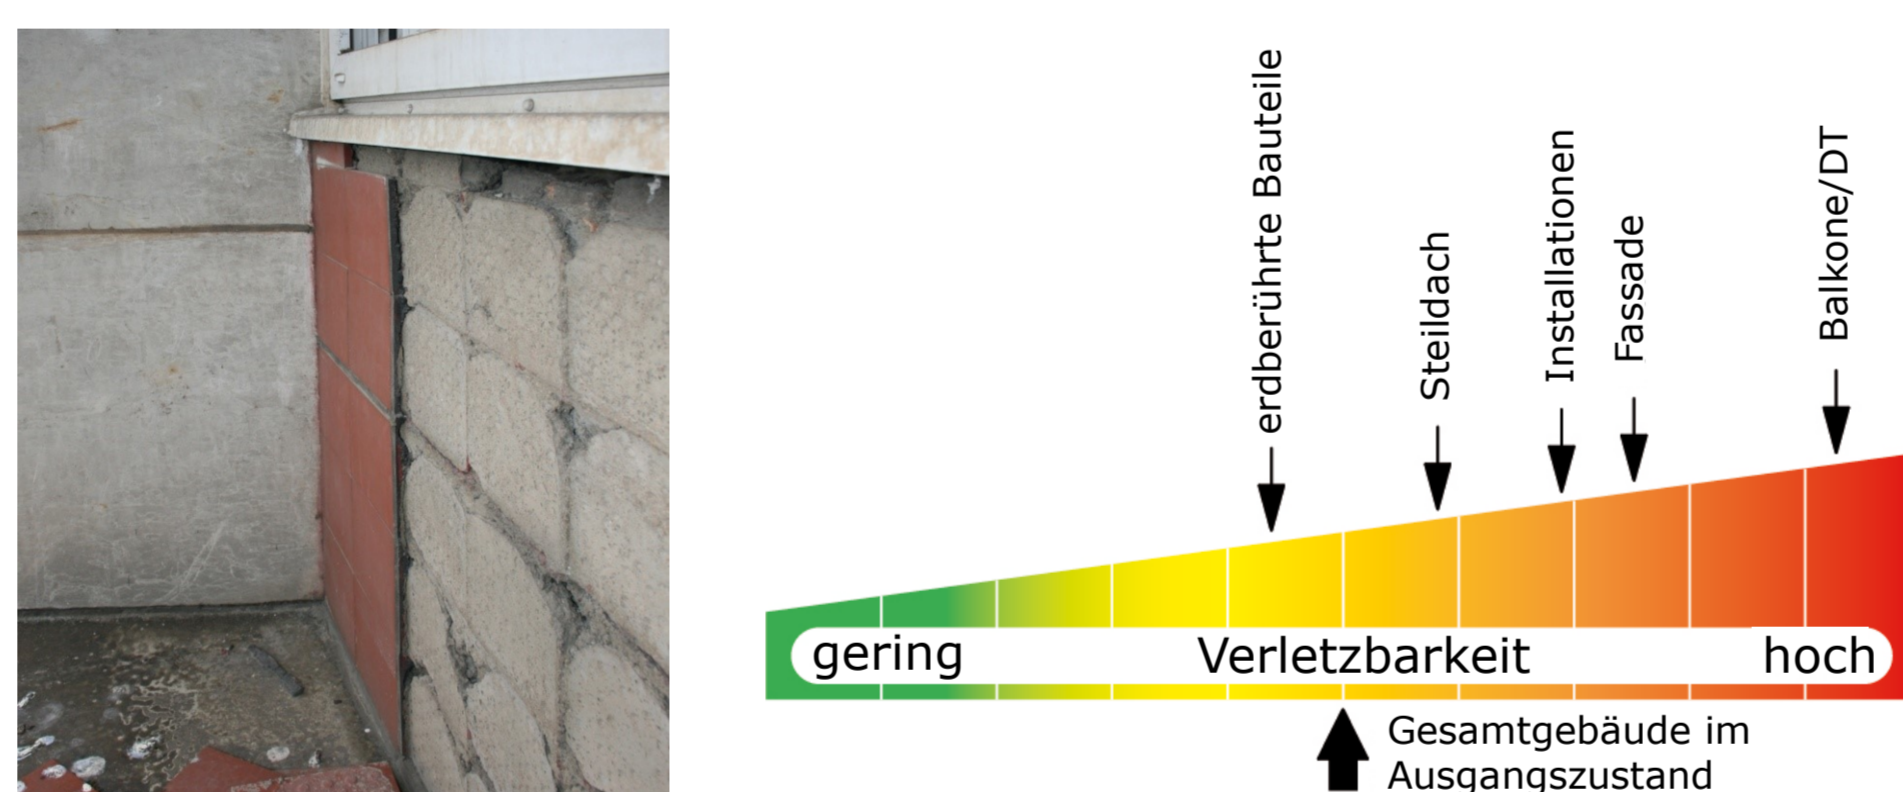 erdberührte Bauteile
Steildach
Installationen
Fassade
Balkone/DT
gering
Verletzbarkeit
hoch
Gesamtgebäude im
Ausgangszustand